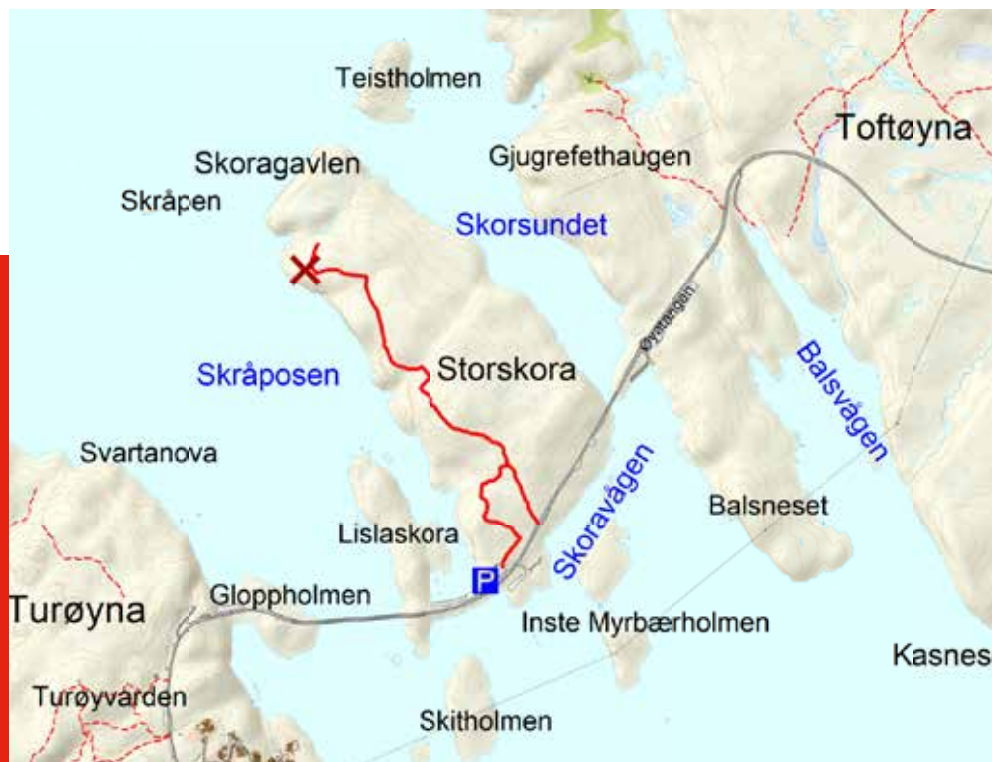 Teistholmen
Toftøyna
Gjugrefethaugen
Skoragavlen
Skråpen
Skorsundet
Øyatangen
Skråposen
Storskora
Balsvågen
Svartanova
Skoravågen
Balsneset
Lislaskora
P
Gloppholmen
Turøyna
Inste Myrbærholmen
Kasnes
Turøyvarden
Skitholmen